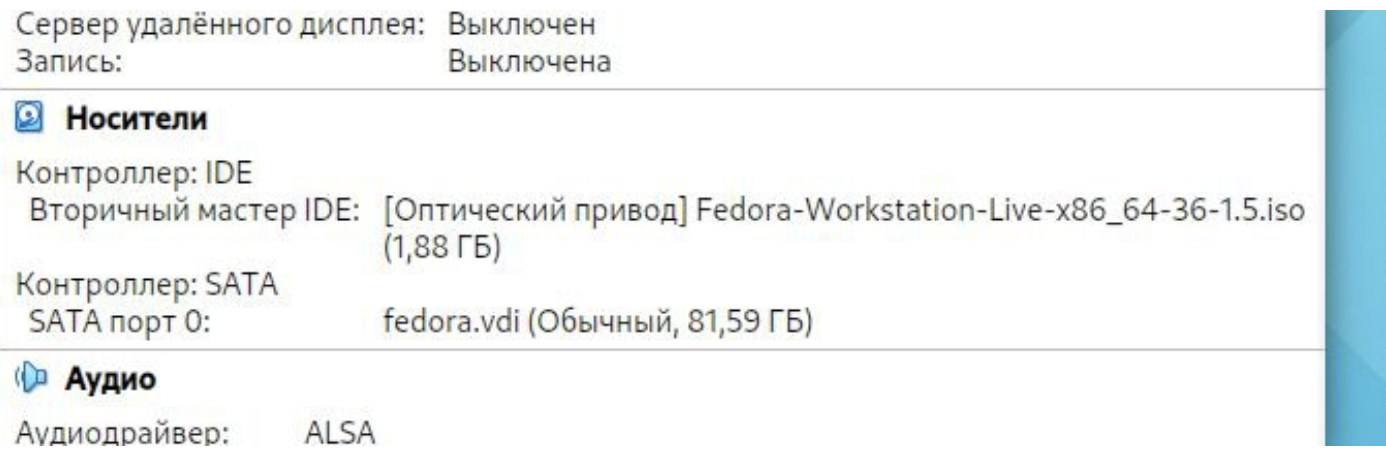 Сервер удалённого дисплея: Выключен
Запись: Выключена
Носители
Контроллер: IDE
Вторичный мастер IDE: [Оптический привод] Fedora-Workstation-Live-x86_64-36-1.5.iso
(1,88 ГБ)
Контроллер: SATA
SATA порт 0: fedora.vdi (Обычный, 81,59 ГБ)
Аудио
Аудиодрайвер: ALSA